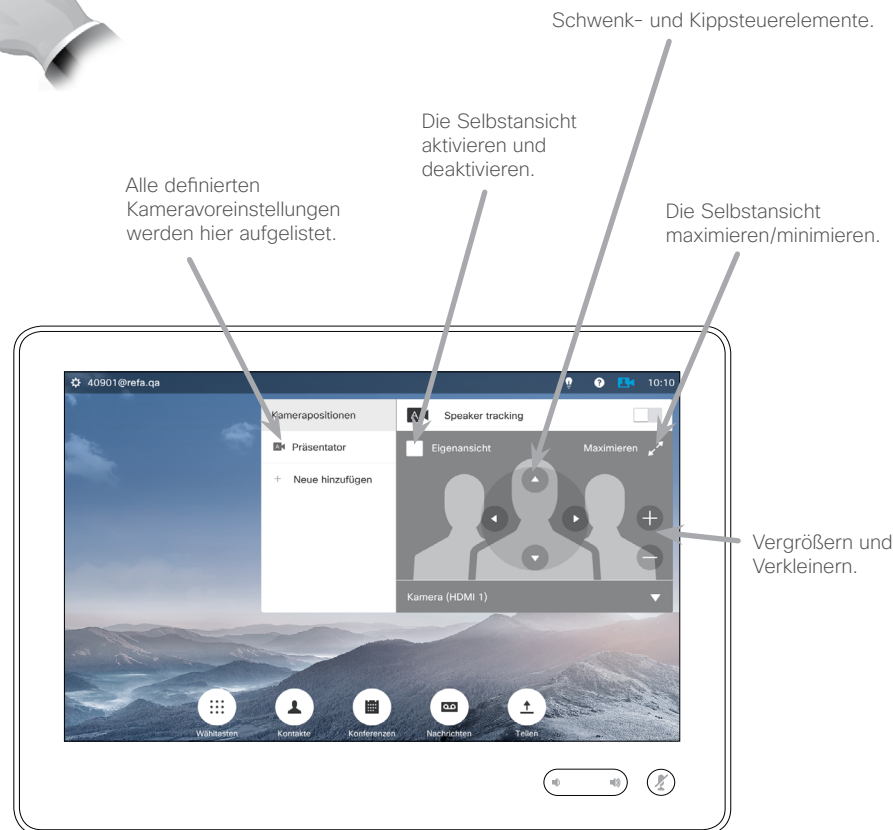 Schwenk- und Kippsteuerelemente.
Die Selbstansicht
aktivieren und
deaktivieren.
Alle definierten
Kameravoreinstellungen
werden hier aufgelistet.
Die Selbstansicht
maximieren/minimieren.
40901@refa.qa
10:10
Kamerapositionen
Speaker tracking
Präsentator
Eigenansicht
Maximieren
+ Neue hinzufügen
Vergrößern und
Verkleinern.
Kamera (HDMI 1)
Wähltasten
Kontakte
Konferenzen
Nachrichten
Teilen